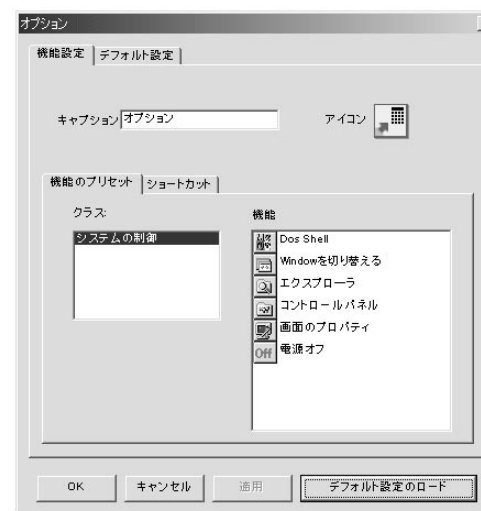 オプション
機能設定 デフォルト設定
キャプション オプション アイコン
機能のプリセット ショートカット
クラス: 機能
システムの制御
Dos Shell
Windowを切り替える
エクスプローラ
コントロールパネル
画面のプロパティ
Off 電源オフ
OK キャンセル 適用 デフォルト設定のロード